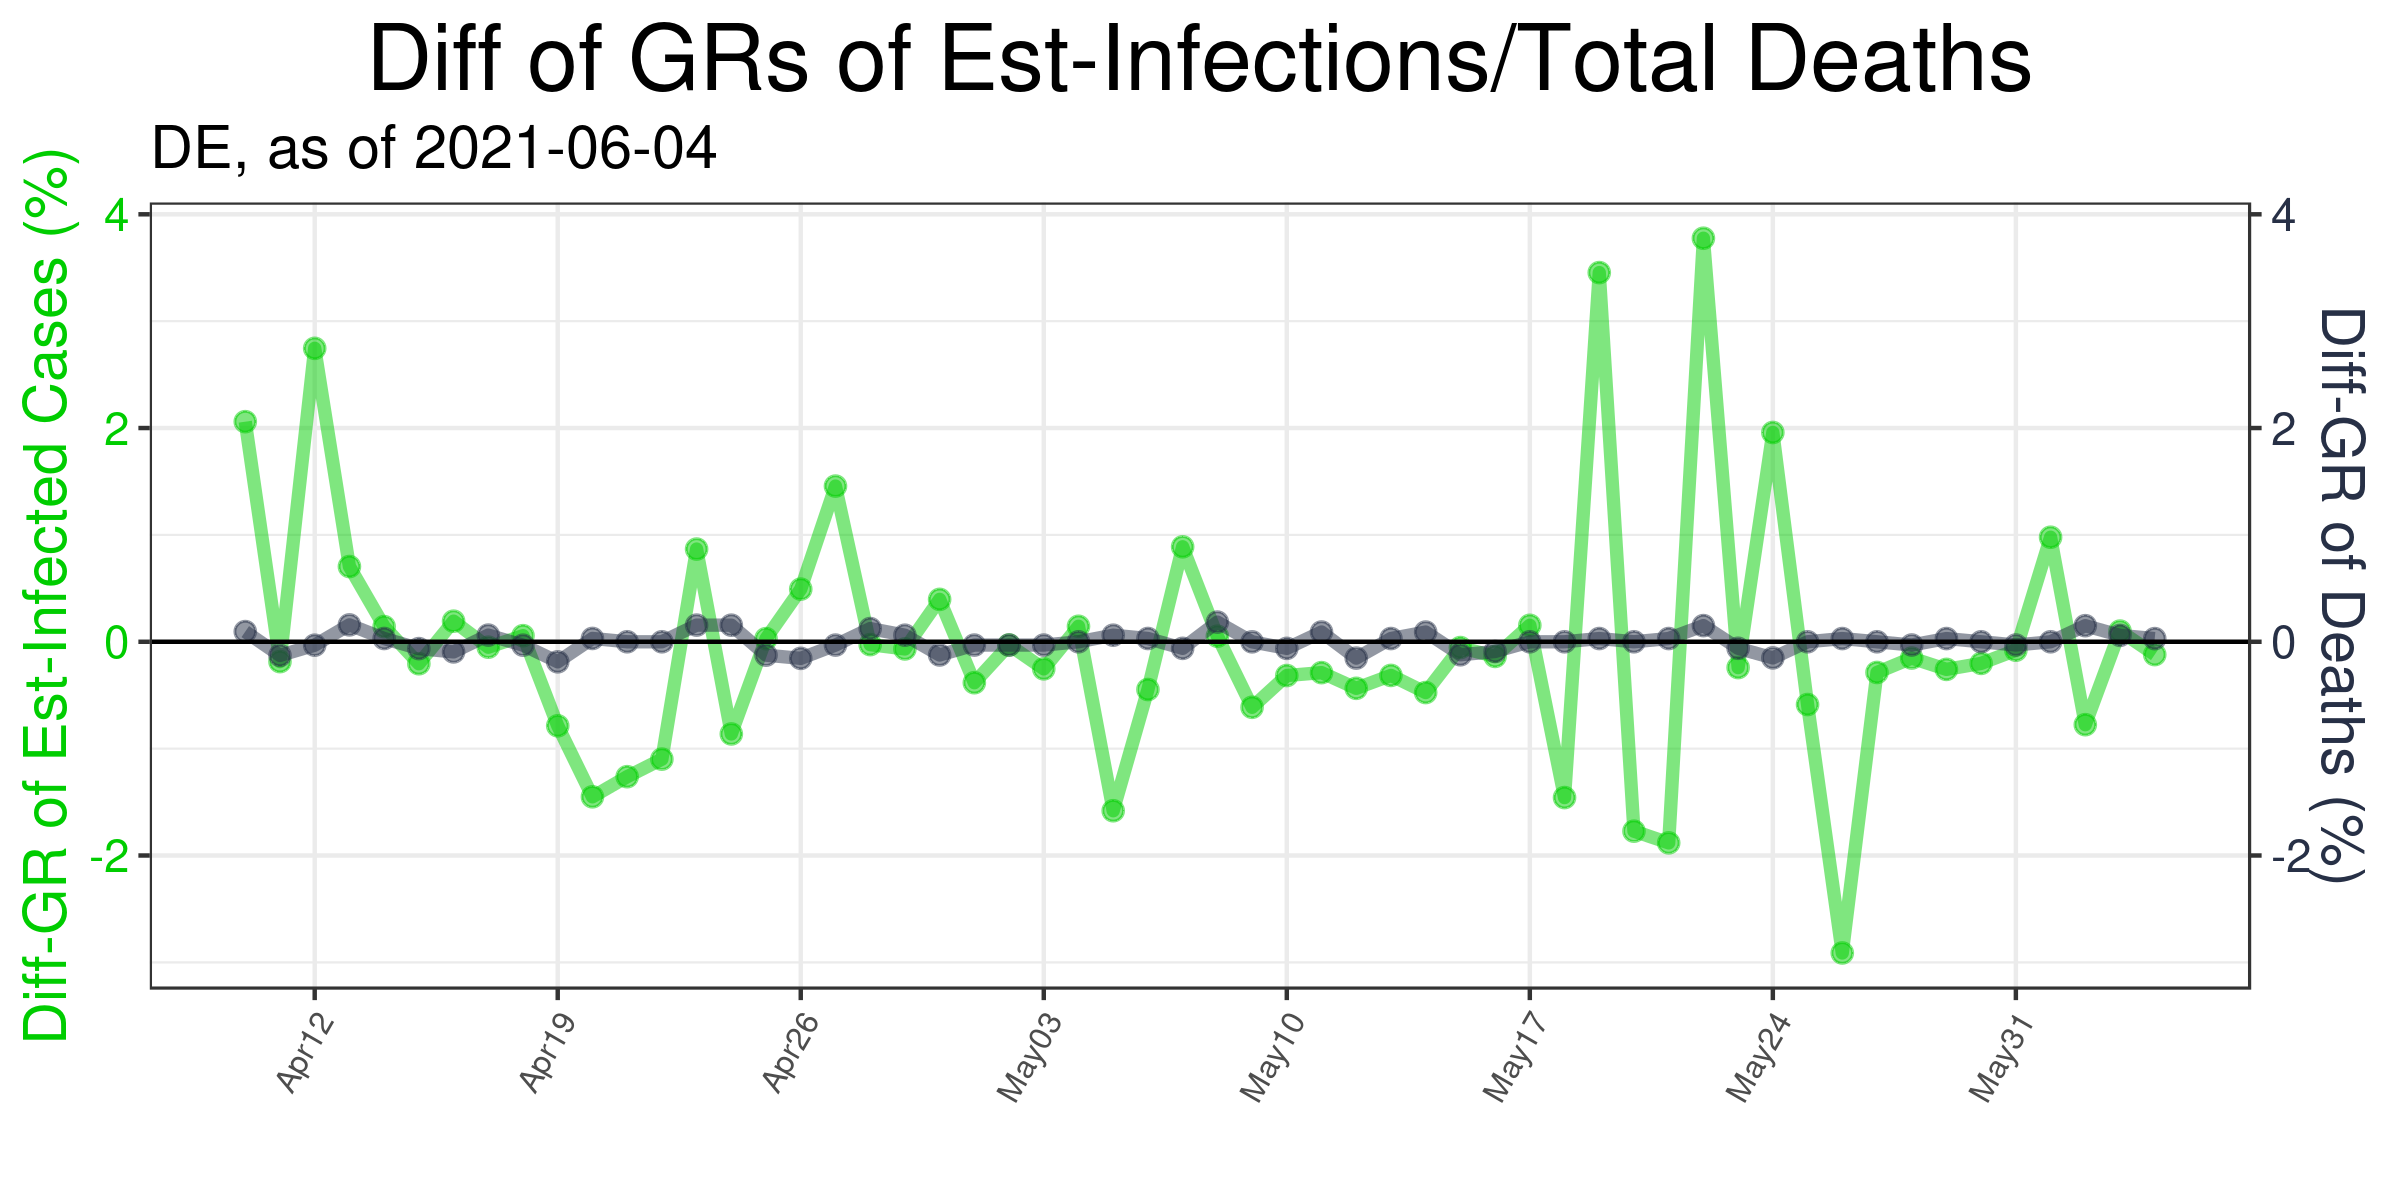 Diff of GRs of Est-Infections/Total Deaths
DE, as of 2021-06-04
Diff-GR of Est-Infected Cases (%)
4
2
0
-2
4
2
0
-2
Diff-GR of Deaths (%)
Apr12
Apr19
Apr26
May03
May10
May17
May24
May31